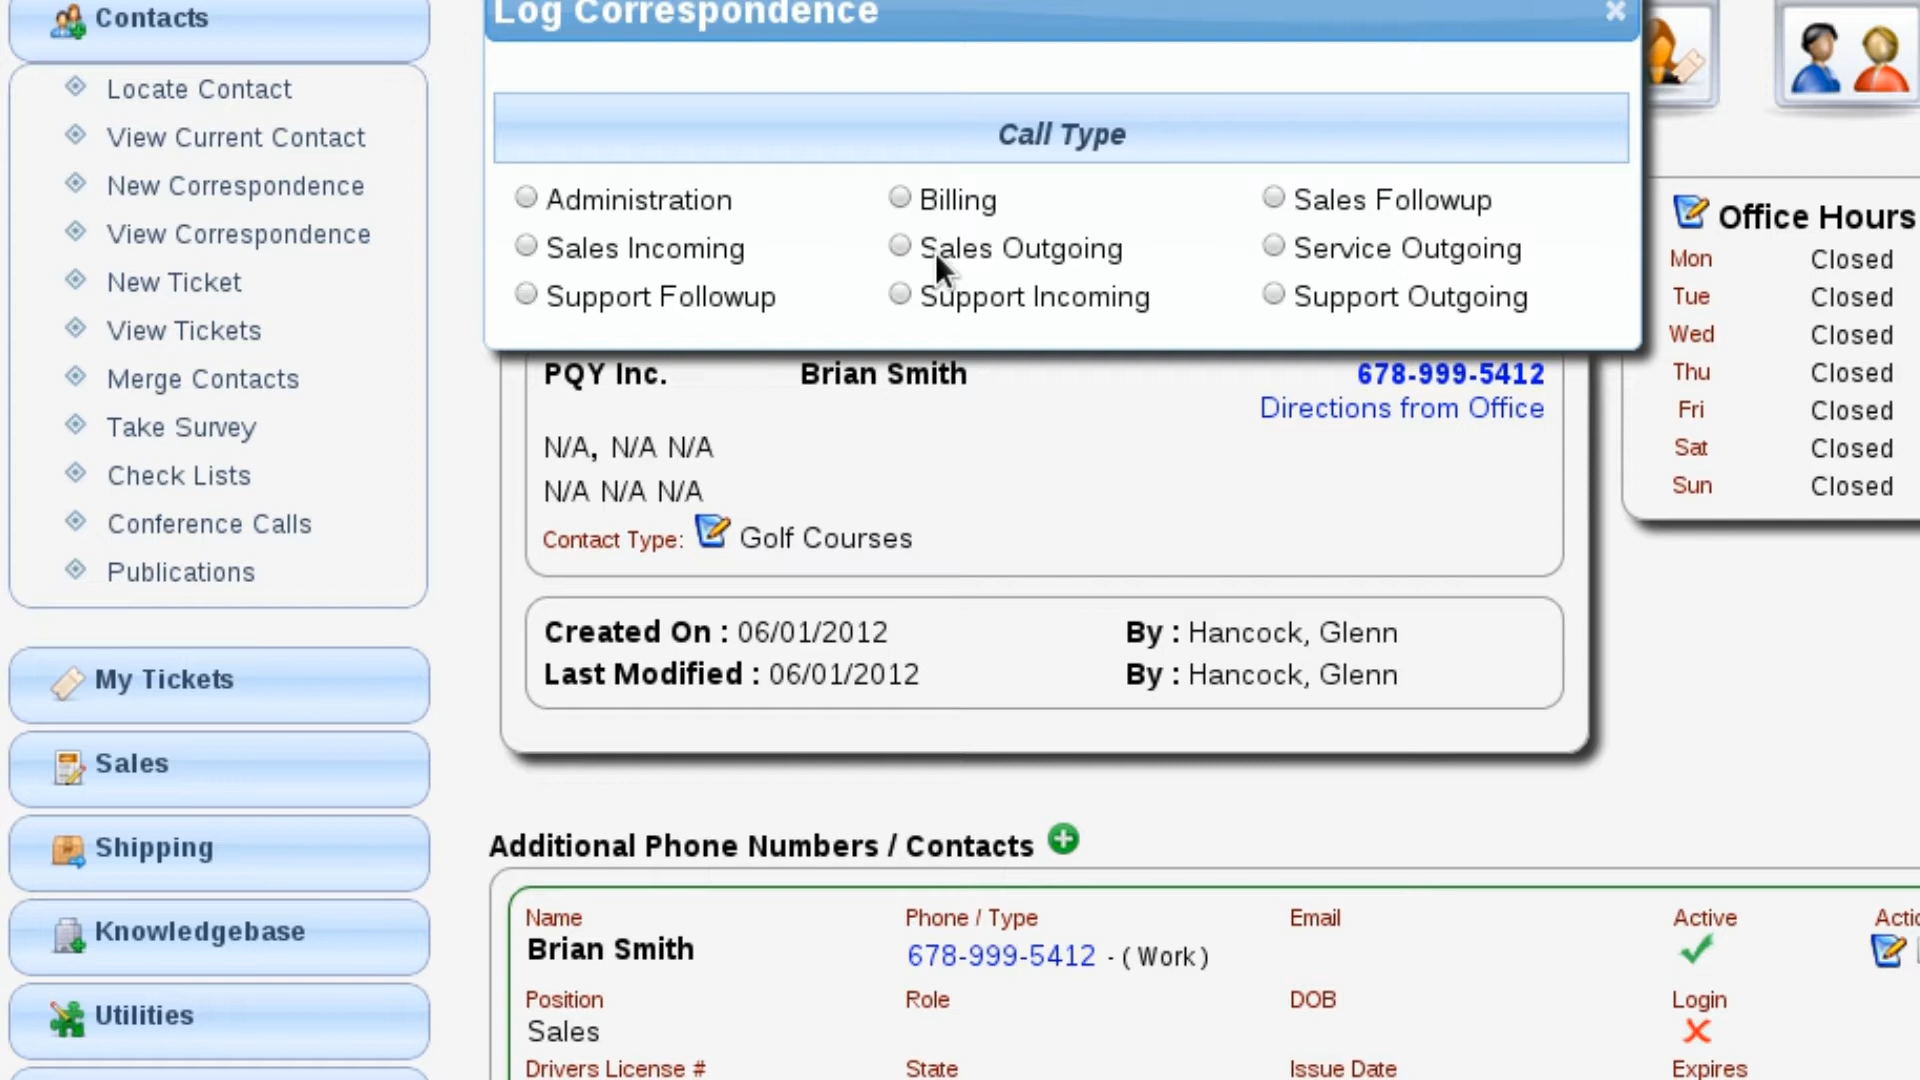 Contacts
Locate Contact
View Current Contact
New Correspondence
View Correspondence
New Ticket
View Tickets
Merge Contacts
Take Survey
Check Lists
Conference Calls
Publications
My Tickets
Sales
Shipping
Knowledgebase
Utilities
Log Correspondence
Call Type
Administration Billing Sales Followup
Sales Incoming Sales Outgoing Service Outgoing
Support Followup Support Incoming Support Outgoing
PQY Inc. Brian Smith 678-999-5412
Directions from Office
N/A, N/A N/A
N/A N/A N/A
Contact Type: Golf Courses
Created On : 06/01/2012 By : Hancock, Glenn
Last Modified : 06/01/2012 By : Hancock, Glenn
Office Hours
Mon Closed
Tue Closed
Wed Closed
Thu Closed
Fri Closed
Sat Closed
Sun Closed
Additional Phone Numbers / Contacts
Name Phone / Type Email Active
Brian Smith 678-999-5412 - ( Work )
Position Role DOB Login
Sales
Drivers License # State Issue Date Expires